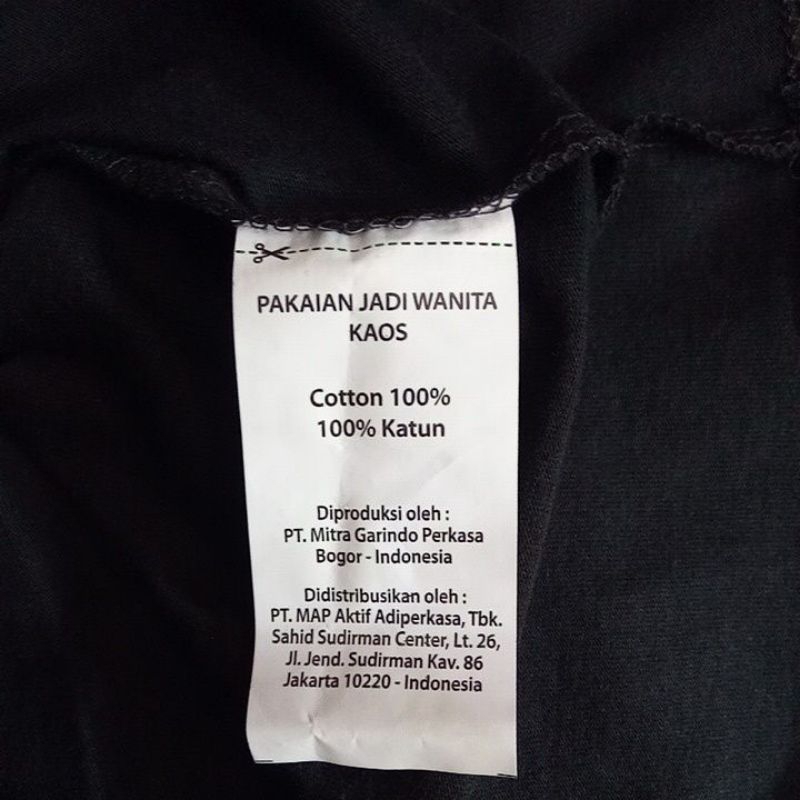 PAKAIAN JADI WANITA
KAOS
Cotton 100%
100% Katun
Diproduksi oleh :
PT. Mitra Garindo Perkasa
Bogor - Indonesia
Didistribusikan oleh :
PT. MAP Aktif Adiperkasa, Tbk.
Sahid Sudirman Center, Lt. 26,
Jl. Jend. Sudirman Kav. 86
Jakarta 10220 - Indonesia